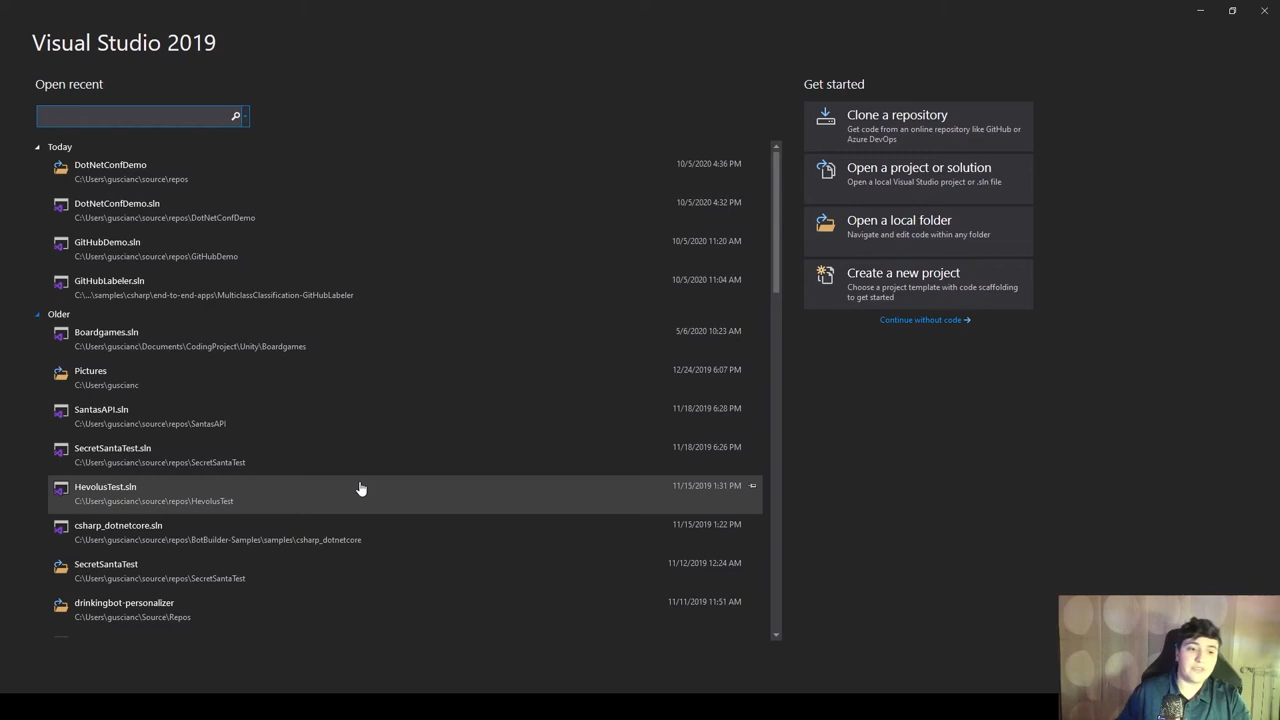 Visual Studio 2019
Open recent
Today
DotNetConfDemo 10/5/2020 4:36 PM
C:\Users\guscianc\source\repos
DotNetConfDemo.sln 10/5/2020 4:32 PM
C:\Users\guscianc\source\repos\DotNetConfDemo
GitHubDemo.sln 10/5/2020 11:20 AM
C:\Users\guscianc\source\repos\GitHubDemo
GitHubLabeler.sln 10/5/2020 11:04 AM
C:\...\samples\csharp\end-to-end-apps\MulticlassClassification-GitHubLabeler
Older
Boardgames.sln 5/6/2020 10:23 AM
C:\Users\guscianc\Documents\CodingProject\Unity\Boardgames
Pictures 12/24/2019 6:07 PM
C:\Users\guscianc
SantasAPI.sln 11/18/2019 6:28 PM
C:\Users\guscianc\source\repos\SantasAPI
SecretSantaTest.sln 11/18/2019 6:26 PM
C:\Users\guscianc\source\repos\SecretSantaTest
HevolusTest.sln 11/15/2019 1:31 PM
C:\Users\guscianc\source\repos\HevolusTest
csharp_dotnetcore.sln 11/15/2019 1:22 PM
C:\Users\guscianc\source\repos\BotBuilder-Samples\samples\csharp_dotnetcore
SecretSantaTest 11/12/2019 12:24 AM
C:\Users\guscianc\source\repos\SecretSantaTest
drinkingbot-personalizer 11/11/2019 11:51 AM
C:\Users\guscianc\Source\Repos
Get started
Clone a repository
Get code from an online repository like GitHub or
Azure DevOps
Open a project or solution
Open a local Visual Studio project or .sln file
Open a local folder
Navigate and edit code within any folder
Create a new project
Choose a project template with code scaffolding
to get started
Continue without code →